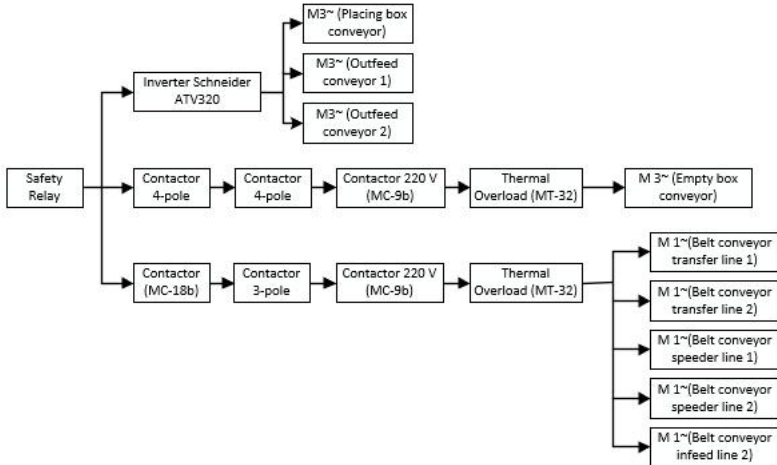 M3~ (Placing box
conveyor)
Inverter Schneider
ATV320
M3~ (Outfeed
conveyor 1)
M3~ (Outfeed
conveyor 2)
Safety
Relay
Contactor
4-pole
Contactor
4-pole
Contactor 220 V
(MC-9b)
Thermal
Overload (MT-32)
M 3~ (Empty box
conveyor)
Contactor
(MC-18b)
Contactor
3-pole
Contactor 220 V
(MC-9b)
Thermal
Overload (MT-32)
M 1~(Belt conveyor
transfer line 1)
M 1~(Belt conveyor
transfer line 2)
M 1~(Belt conveyor
speeder line 1)
M 1~(Belt conveyor
speeder line 2)
M 1~(Belt conveyor
infeed line 2)